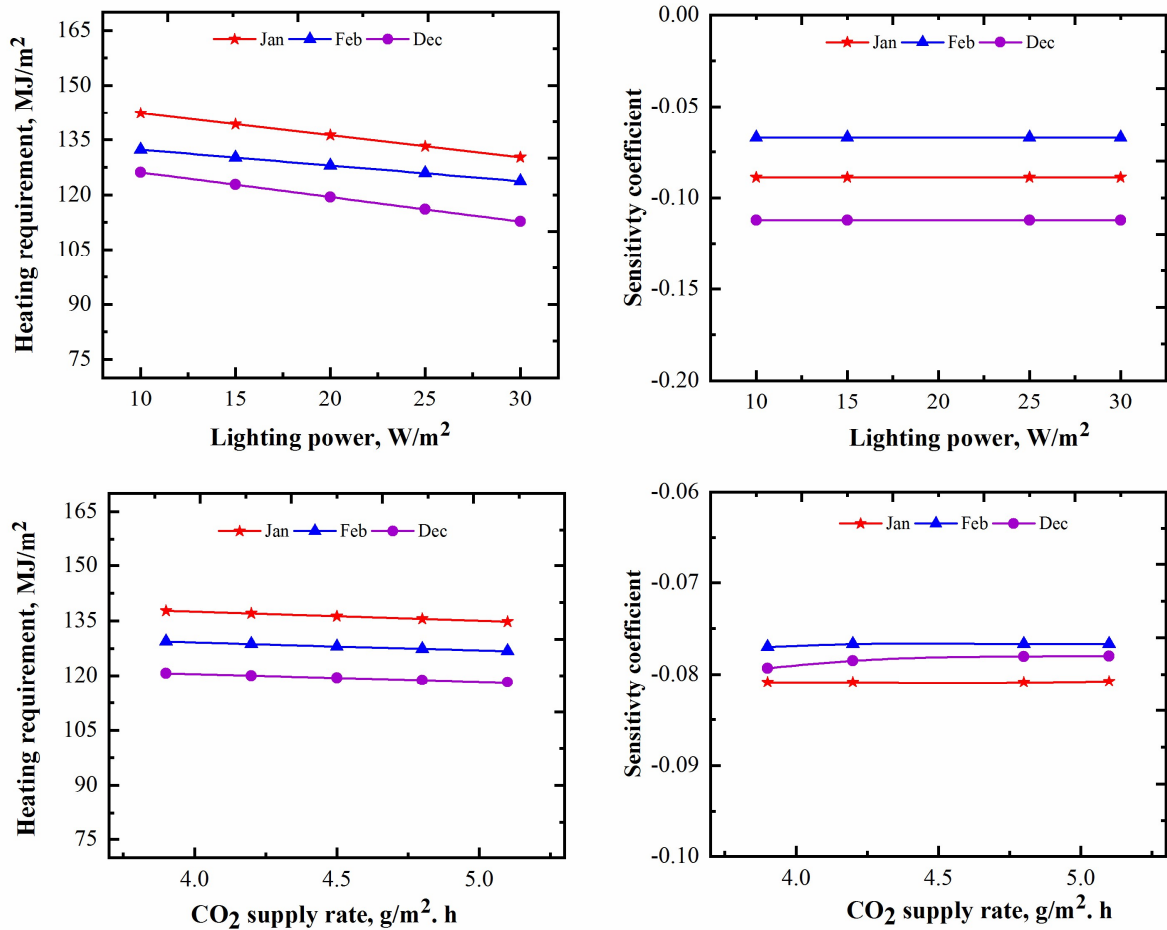 Heating requirement, MJ/m²
165
150
135
120
105
90
75
Jan Feb Dec
10 15 20 25 30
Lighting power, W/m²
Sensitivty coefficient
0.00
-0.05
-0.10
-0.15
-0.20
Jan Feb Dec
10 15 20 25 30
Lighting power, W/m²
Heating requirement, MJ/m²
165
150
135
120
105
90
75
Jan Feb Dec
4.0 4.5 5.0
CO₂ supply rate, g/m². h
Sensitivty coefficient
-0.06
-0.07
-0.08
-0.09
-0.10
Jan Feb Dec
4.0 4.5 5.0
CO₂ supply rate, g/m². h